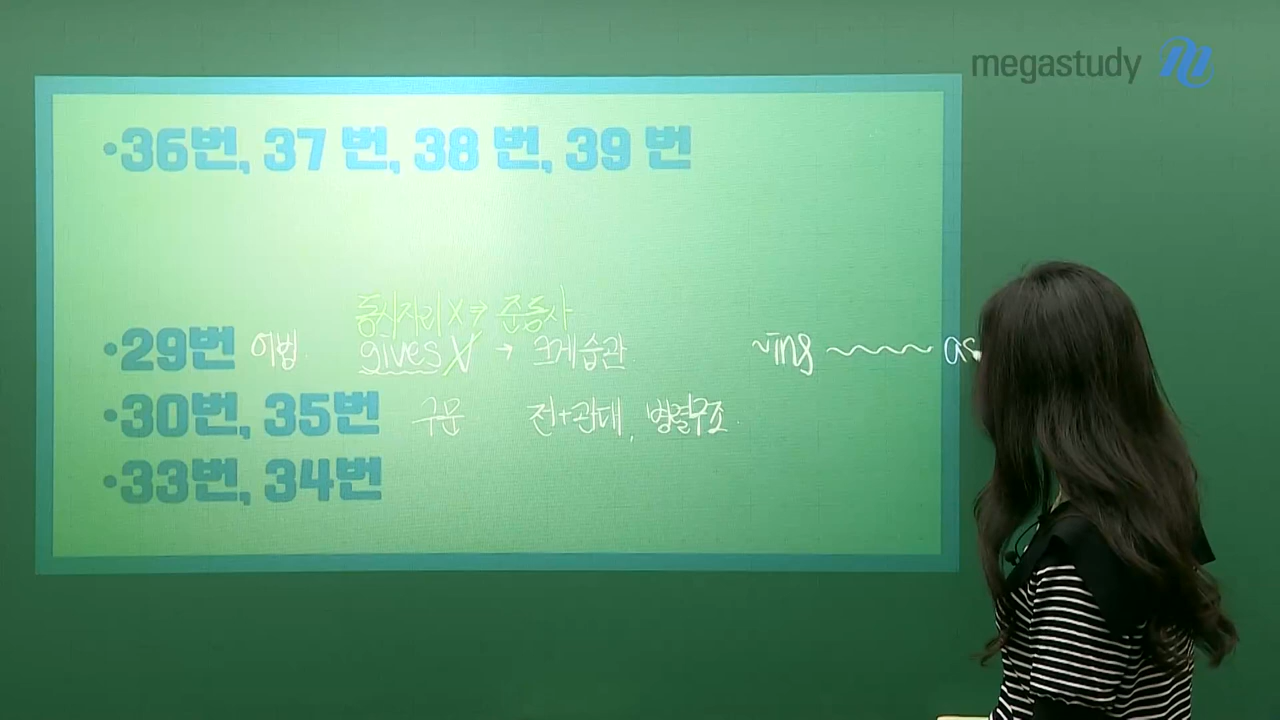 megastudy
•36번, 37 번, 38 번, 39 번
동사자리 X → 준동사
•29번 어법. gives V → 크게 습관. ~ing ~~~~ as
•30번, 35번 구문 전+관대, 병렬구조.
•33번, 34번